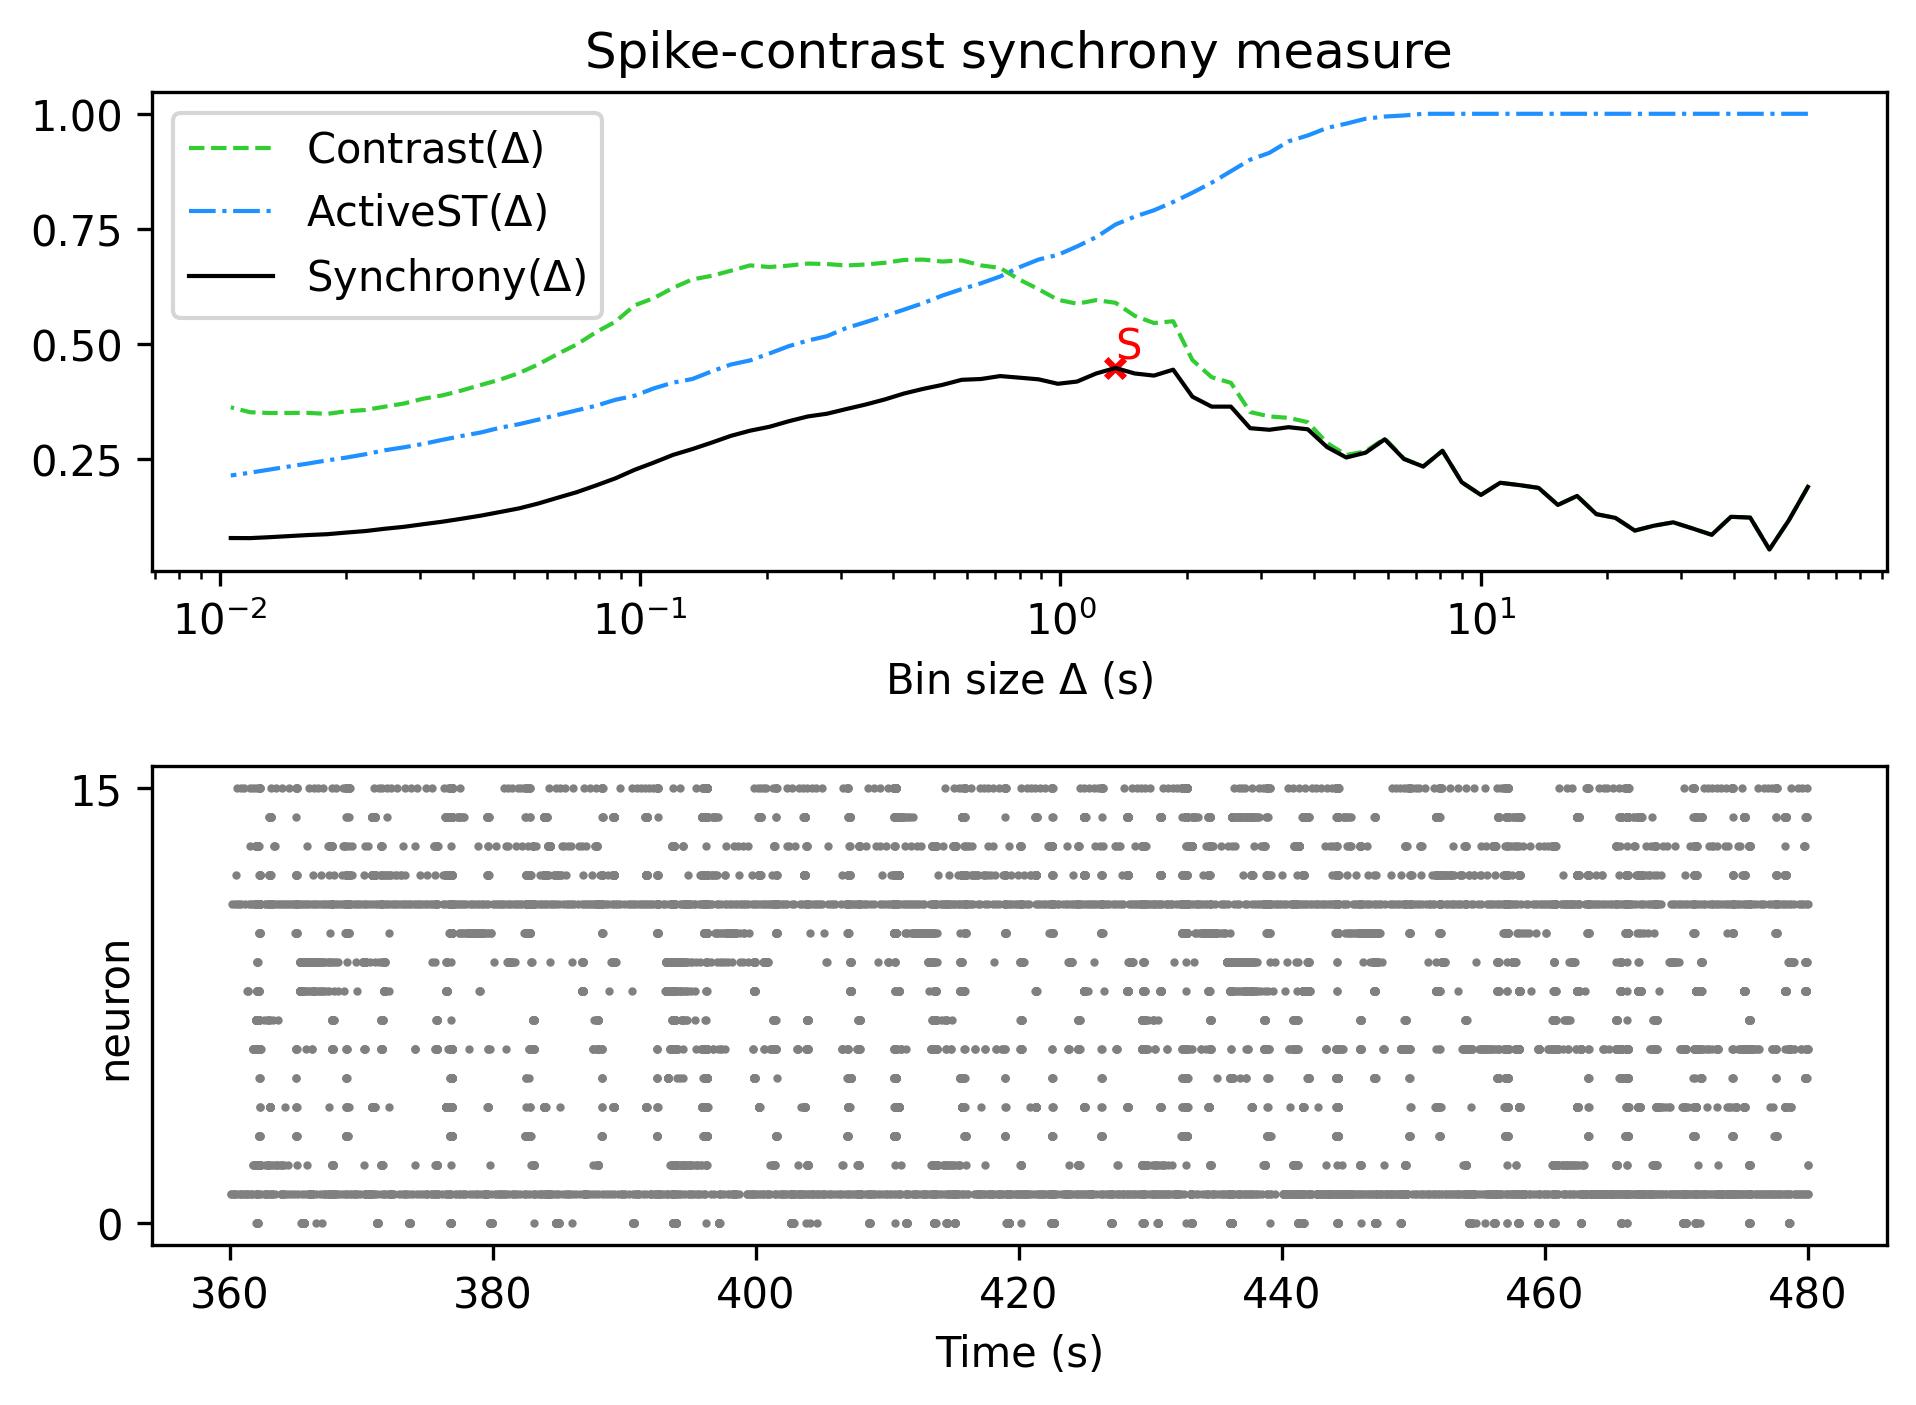 Spike-contrast synchrony measure
1.00
0.75
0.50
0.25
Contrast(Δ)
ActiveST(Δ)
Synchrony(Δ)
S
10⁻² 10⁻¹ 10⁰ 10¹
Bin size Δ (s)
15
0
neuron
360 380 400 420 440 460 480
Time (s)